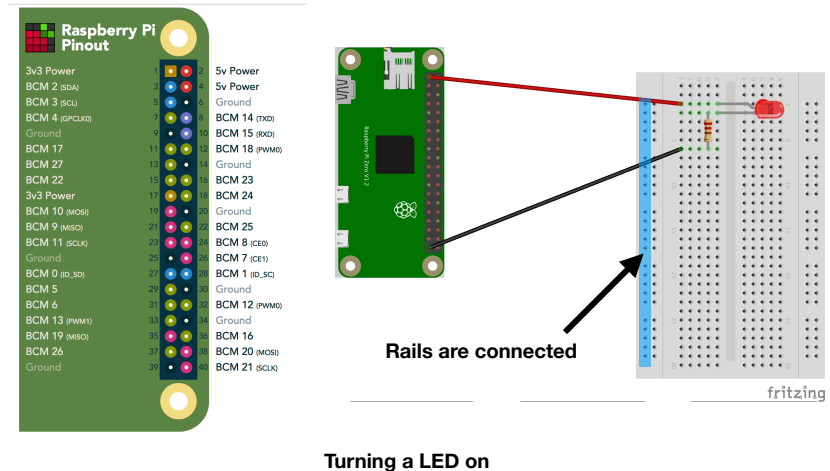 Raspberry Pi
Pinout
3v3 Power 1 2 5v Power
BCM 2 (SDA) 3 4 5v Power
BCM 3 (SCL) 5 6 Ground
BCM 4 (GPCLK0) 7 8 BCM 14 (TXD)
Ground 9 10 BCM 15 (RXD)
BCM 17 11 12 BCM 18 (PWM0)
BCM 27 13 14 Ground
BCM 22 15 16 BCM 23
3v3 Power 17 18 BCM 24
BCM 10 (MOSI) 19 20 Ground
BCM 9 (MISO) 21 22 BCM 25
BCM 11 (SCLK) 23 24 BCM 8 (CE0)
Ground 25 26 BCM 7 (CE1)
BCM 0 (ID_SD) 27 28 BCM 1 (ID_SC)
BCM 5 29 30 Ground
BCM 6 31 32 BCM 12 (PWM0)
BCM 13 (PWM1) 33 34 Ground
BCM 19 (MISO) 35 36 BCM 16
BCM 26 37 38 BCM 20 (MOSI)
Ground 39 40 BCM 21 (SCLK)
Raspberry Pi Zero V1.2
Rails are connected
fritzing
Turning a LED on